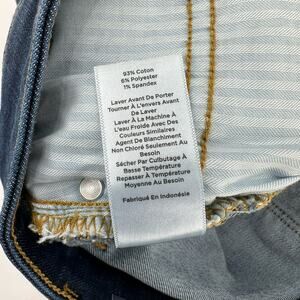 93% Coton
6% Polyester
1% Spandex
Laver Avant De Porter
Tourner À L'envers Avant
De Laver
Laver À La Machine À
L'eau Froide Avec Des
Couleurs Similaires
Agent De Blanchiment
Non Chloré Seulement Au
Besoin
Sécher Par Culbutage À
Basse Température
Repasser À Température
Moyenne Au Besoin
Fabriqué En Indonésie